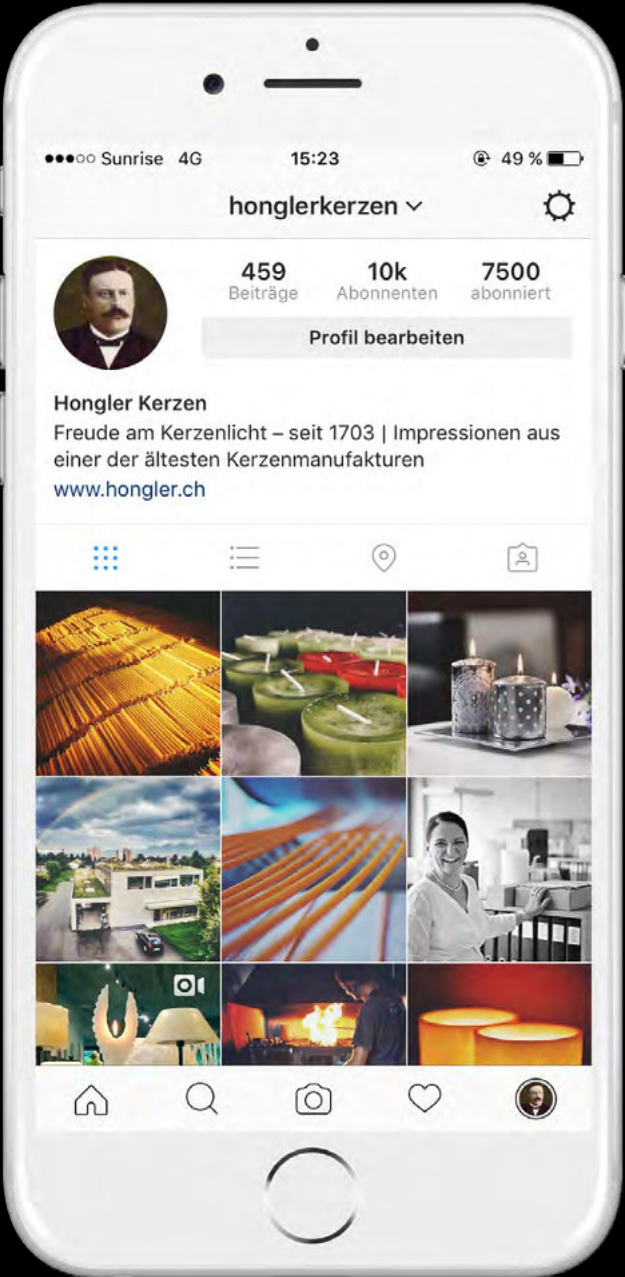 Sunrise 4G 15:23 49 %
honglerkerzen
459 10k 7500
Beiträge Abonnenten abonniert
Profil bearbeiten
Hongler Kerzen
Freude am Kerzenlicht – seit 1703 | Impressionen aus
einer der ältesten Kerzenmanufakturen
www.hongler.ch